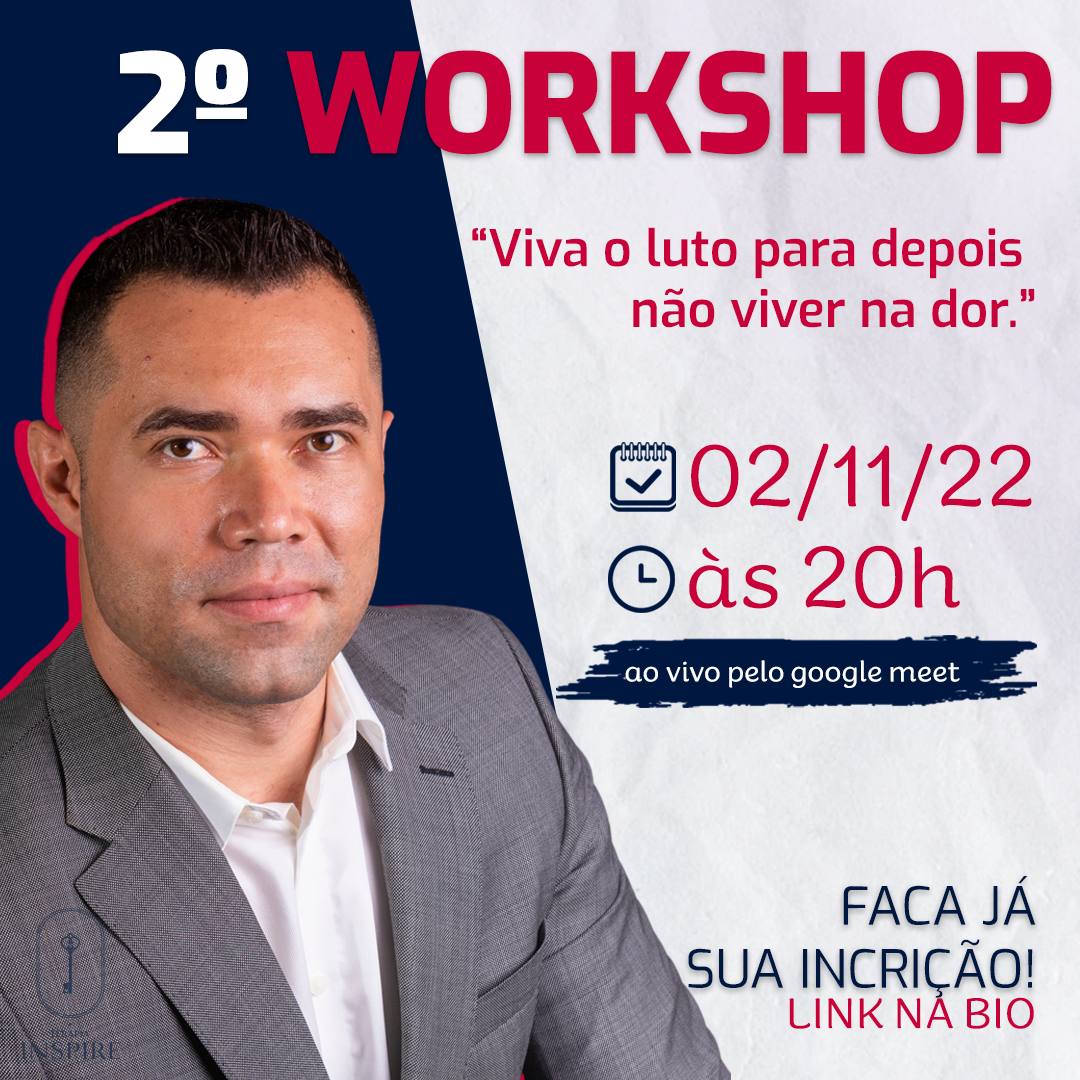 2º WORKSHOP
“Viva o luto para depois
não viver na dor.”
02/11/22
às 20h
ao vivo pelo google meet
FACA JÁ
SUA INCRIÇÃO!
LINK NA BIO
INSPIRE